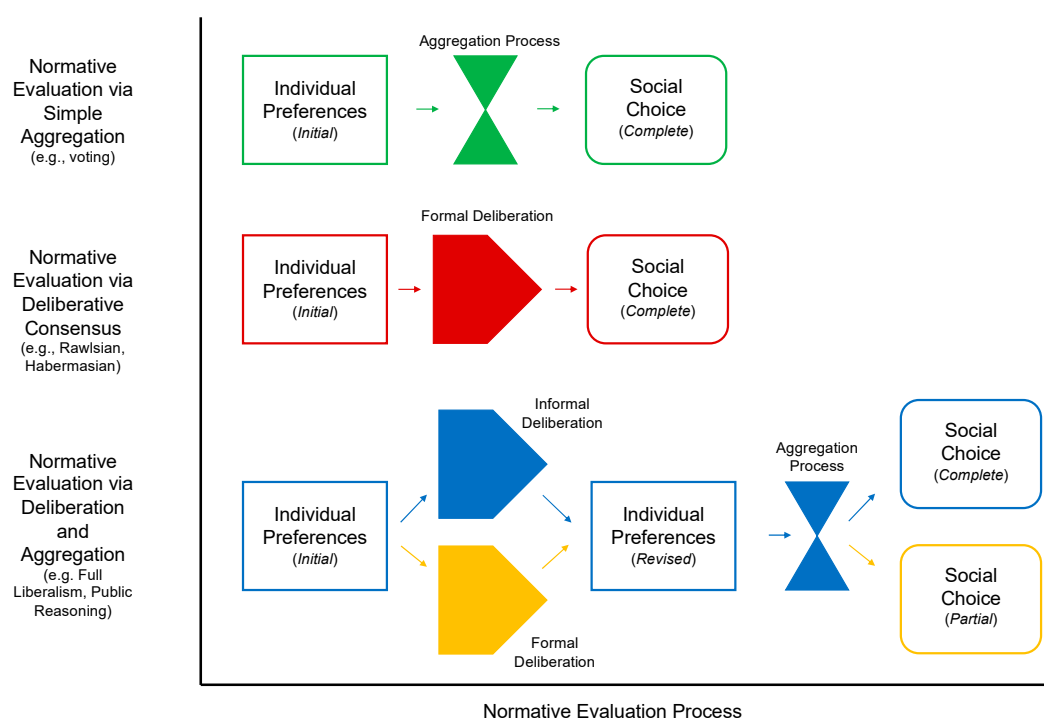 Normative
Evaluation via
Simple
Aggregation
(e.g., voting)
Individual
Preferences
(Initial)
Aggregation Process
Social
Choice
(Complete)
Normative
Evaluation via
Deliberative
Consensus
(e.g., Rawlsian,
Habermasian)
Individual
Preferences
(Initial)
Formal Deliberation
Social
Choice
(Complete)
Normative
Evaluation via
Deliberation
and
Aggregation
(e.g. Full
Liberalism, Public
Reasoning)
Individual
Preferences
(Initial)
Informal
Deliberation
Formal
Deliberation
Individual
Preferences
(Revised)
Aggregation
Process
Social
Choice
(Complete)
Social
Choice
(Partial)
Normative Evaluation Process